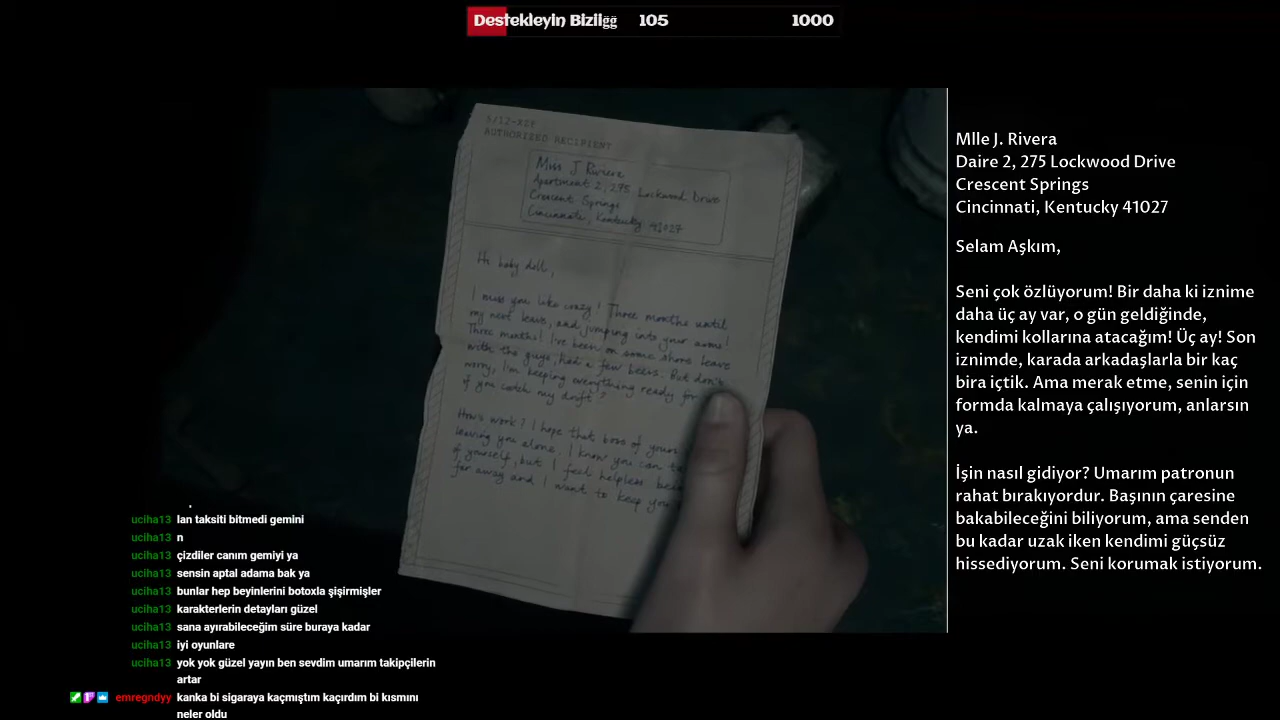 Destekleyin Biziiğğ 105 1000
5/12-X2F
AUTHORISED RECIPIENT
Miss J Rivera
Apartment 2, 275 Lockwood Drive
Crescent Springs
Cincinnati, Kentucky 41027
Hi baby doll,
I miss you like crazy! Three months until
my next leave, and jumping into your arms!
Three months! I've been on some shore leave
with the guys, had a few beers. But don't
worry, I'm keeping everything ready for
if you catch my drift?
How's work? I hope that boss of yours
leaving you alone. I know you can
of yourself, but I feel helpless
far away and I want to keep you
Mlle J. Rivera
Daire 2, 275 Lockwood Drive
Crescent Springs
Cincinnati, Kentucky 41027
Selam Aşkım,
Seni çok özlüyorum! Bir daha ki iznime
daha üç ay var, o gün geldiğinde,
kendimi kollarına atacağım! Üç ay! Son
iznimde, karada arkadaşlarla bir kaç
bira içtik. Ama merak etme, senin için
formda kalmaya çalışıyorum, anlarsın
ya.
İşin nasıl gidiyor? Umarım patronun
rahat bırakıyordur. Başının çaresine
bakabileceğini biliyorum, ama senden
bu kadar uzak iken kendimi güçsüz
hissediyorum. Seni korumak istiyorum.
uciha13 lan taksiti bitmedi gemini
uciha13 n
uciha13 çizdiler canım gemiyi ya
uciha13 sensin aptal adama bak ya
uciha13 bunlar hep beyinlerini botoxla şişirmişler
uciha13 karakterlerin detayları güzel
uciha13 sana ayırabileceğim süre buraya kadar
uciha13 iyi oyunlare
uciha13 yok yok güzel yayın ben sevdim umarım takipçilerin
artar
emregndyy kanka bi sigaraya kaçmıştım kaçırdım bi kısmını
neler oldu